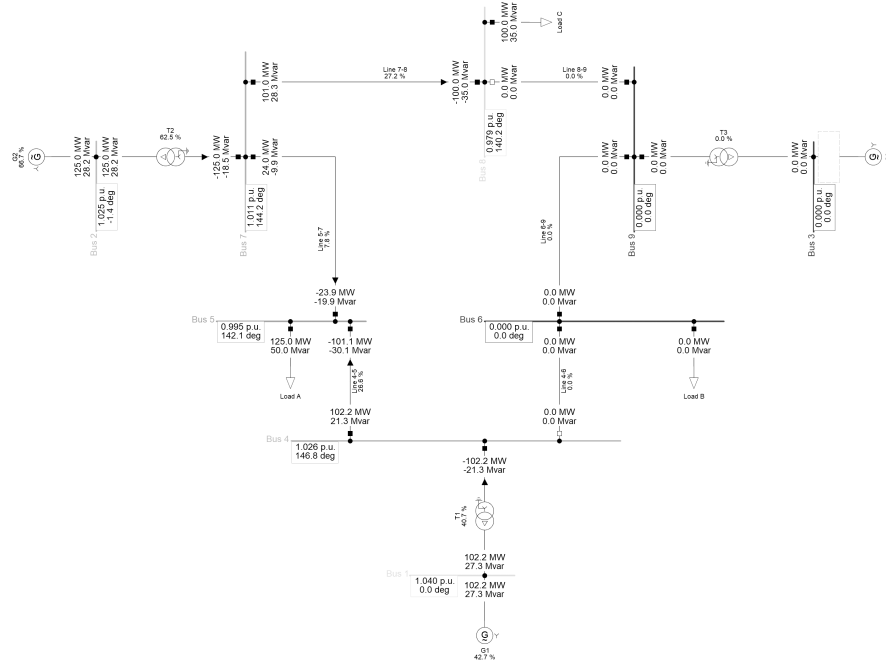 100.0 MW
35.0 Mvar
Load C
101.0 MW
28.3 Mvar
Line 7-8
27.2 %
-100.0 MW
-35.0 Mvar
0.0 MW
0.0 Mvar
Line 8-9
0.0 %
0.0 MW
0.0 Mvar
0.979 p.u.
140.2 deg
Bus 8
G2
66.7 %
G
125.0 MW
28.2 Mvar
125.0 MW
28.2 Mvar
T2
62.5 %
-125.0 MW
-18.5 Mvar
24.0 MW
-9.9 Mvar
0.0 MW
0.0 Mvar
0.0 MW
0.0 Mvar
T3
0.0 %
0.0 MW
0.0 Mvar
G
1.025 p.u.
-1.4 deg
Bus 2
1.011 p.u.
144.2 deg
Bus 7
Line 5-7
7.8 %
Line 6-9
0.0 %
0.000 p.u.
0.0 deg
Bus 9
0.000 p.u.
0.0 deg
Bus 3
-23.9 MW
-19.9 Mvar
0.0 MW
0.0 Mvar
Bus 5
0.995 p.u.
142.1 deg
Bus 6
0.000 p.u.
0.0 deg
125.0 MW
50.0 Mvar
-101.1 MW
-30.1 Mvar
0.0 MW
0.0 Mvar
0.0 MW
0.0 Mvar
Load A
Line 4-5
26.6 %
Line 4-6
0.0 %
Load B
102.2 MW
21.3 Mvar
0.0 MW
0.0 Mvar
Bus 4
1.026 p.u.
146.8 deg
-102.2 MW
-21.3 Mvar
T1
40.7 %
102.2 MW
27.3 Mvar
Bus 1
1.040 p.u.
0.0 deg
102.2 MW
27.3 Mvar
G
G1
42.7 %